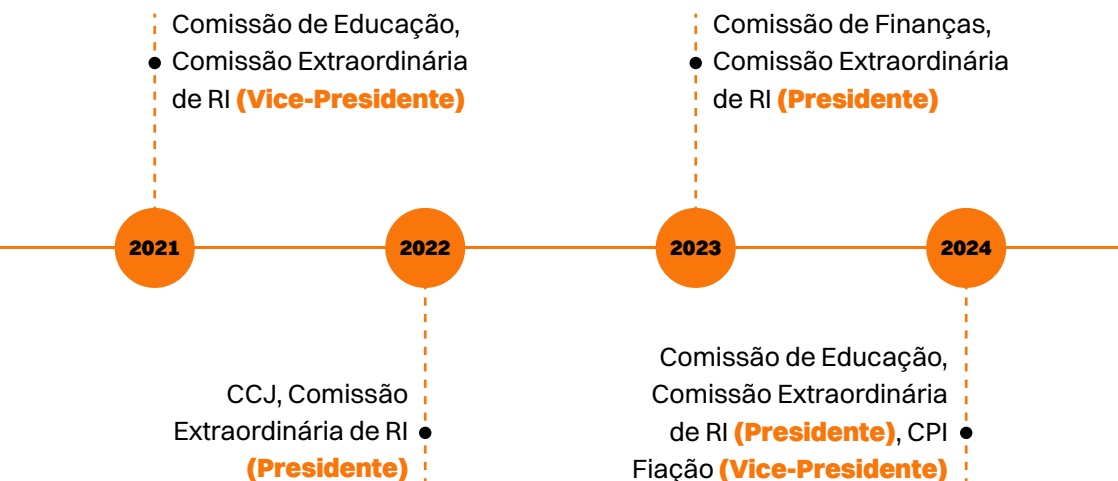 Comissão de Educação,
Comissão Extraordinária
de RI (Vice-Presidente)
Comissão de Finanças,
Comissão Extraordinária
de RI (Presidente)
2021
2022
2023
2024
CCJ, Comissão
Extraordinária de RI
(Presidente)
Comissão de Educação,
Comissão Extraordinária
de RI (Presidente), CPI
Fiação (Vice-Presidente)